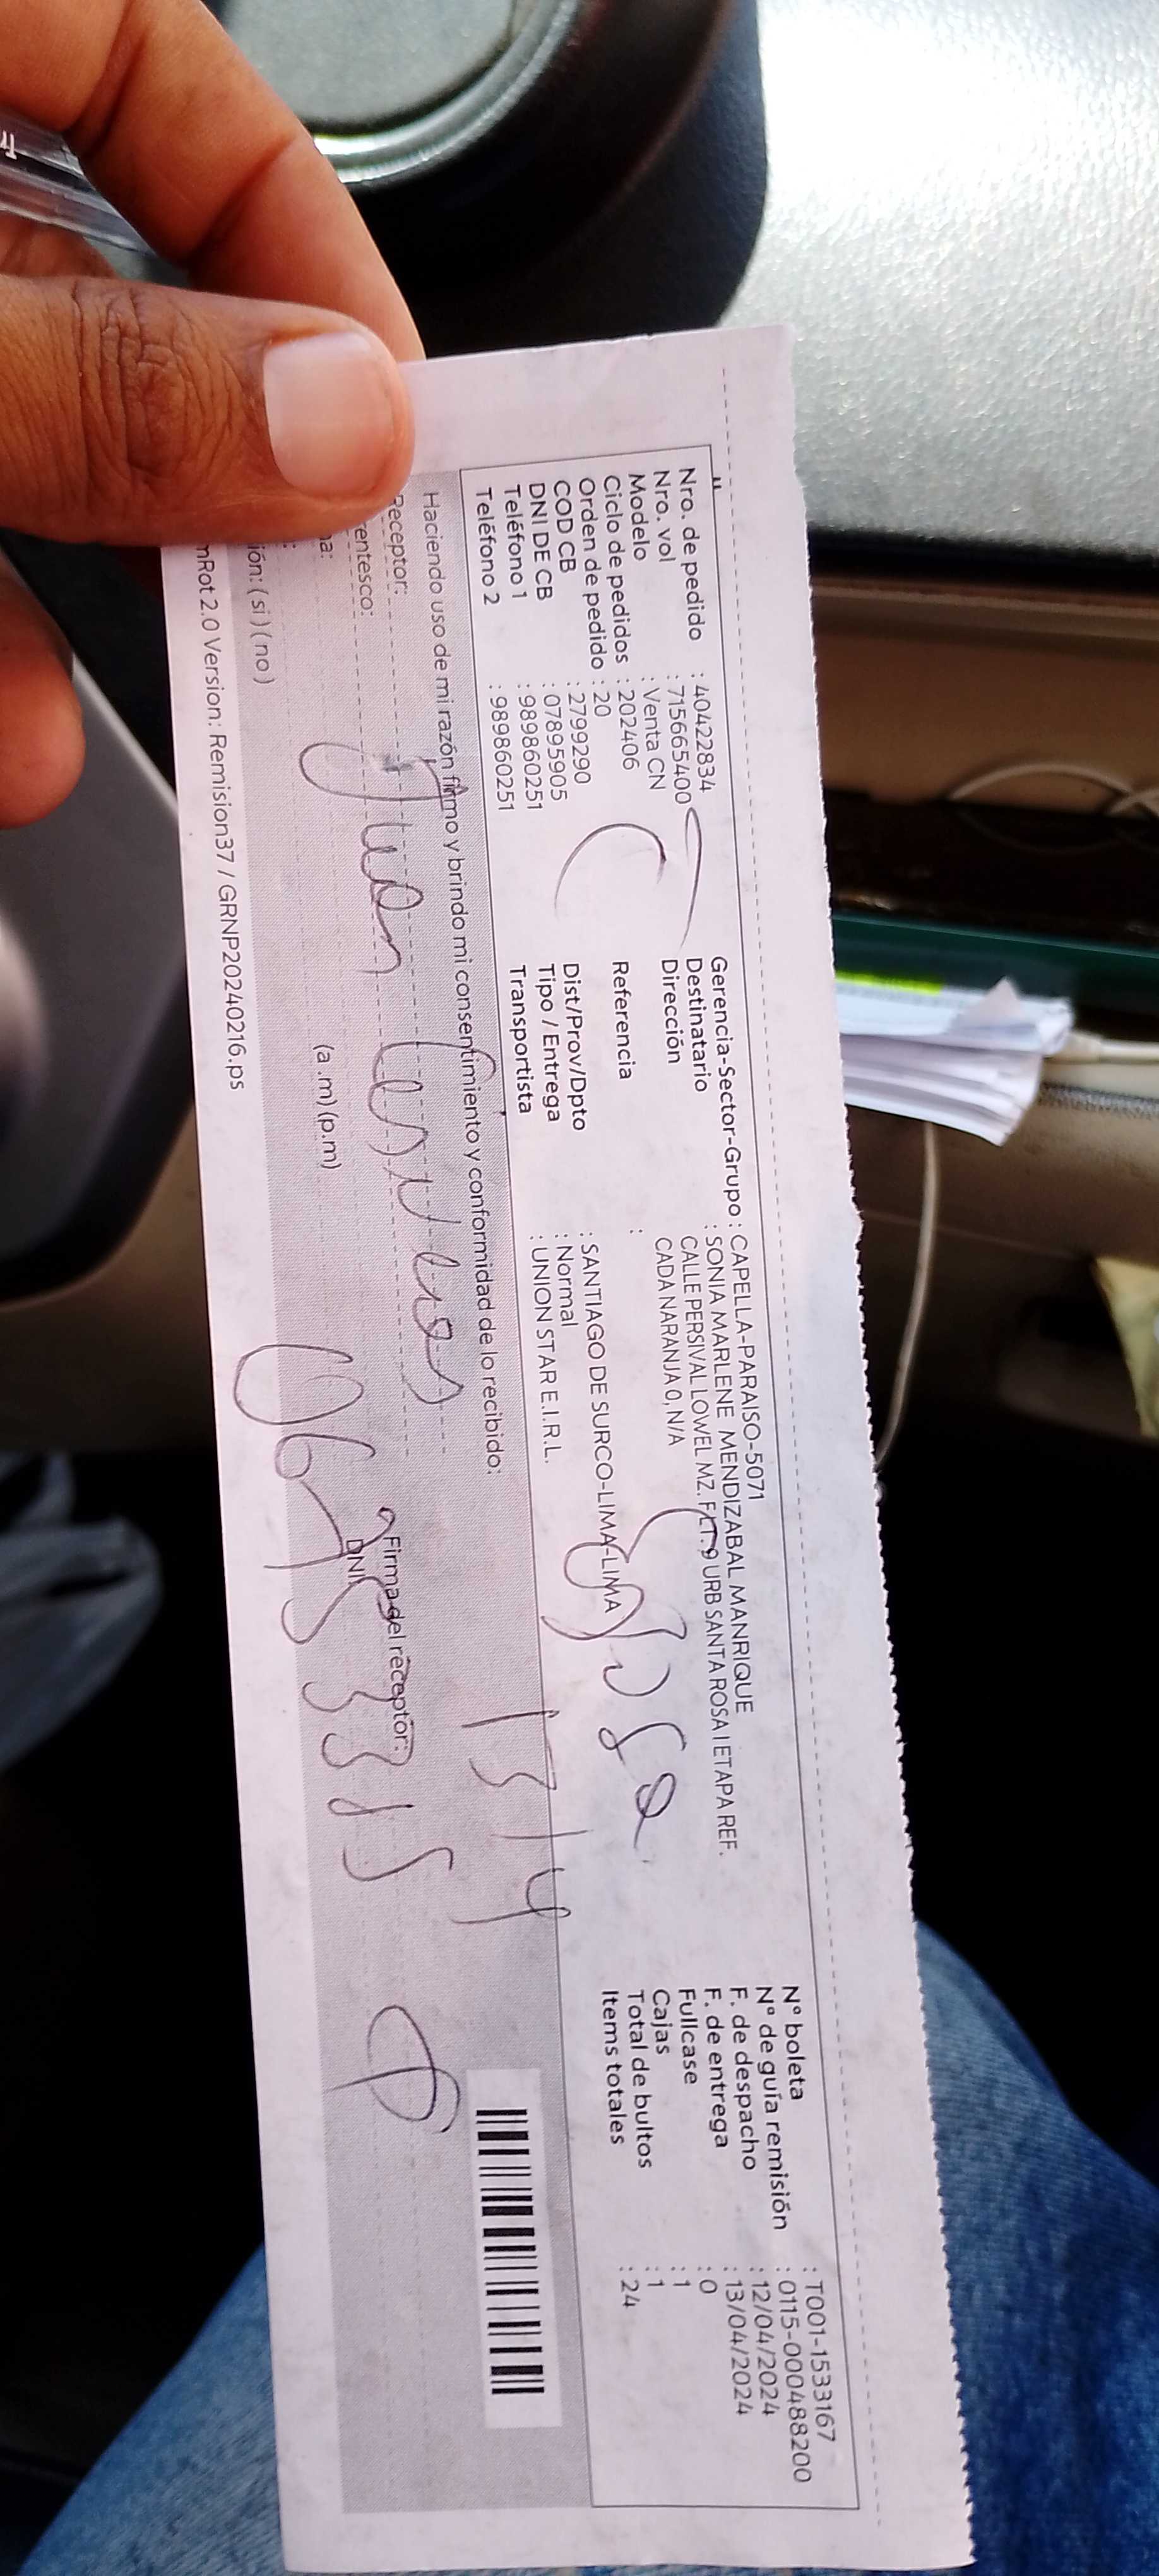 Nro. de pedido : 40422834
Nro. vol : 715665400
Modelo : Venta CN
Ciclo de pedidos : 202406
Orden de pedido : 20
COD CB : 2799290
DNI DE CB : 07895905
Teléfono 1 : 989860251
Teléfono 2 : 989860251
Gerencia-Sector-Grupo : CAPELLA-PARAISO-5071
Destinatario : SONIA MARLENE MENDIZABAL MANRIQUE
Dirección CALLE PERSIVAL LOWEL MZ. F LT. 9 URB SANTA ROSA I ETAPA REF.
CADA NARANJA 0, N/A
Referencia :
Dist/Prov/Dpto : SANTIAGO DE SURCO-LIMA-LIMA
Tipo / Entrega : Normal
Transportista : UNION STAR E.I.R.L.
N° boleta : T001-1533167
N° de guía remisión : 0115-000488200
F. de despacho : 12/04/2024
F. de entrega : 13/04/2024
Fullcase : 0
Cajas : 1
Total de bultos : 1
Items totales : 24
Haciendo uso de mi razón firmo y brindo mi consentimiento y conformidad de lo recibido:
Receptor: Juan
entesco:
Firma del receptor:
DNI
(a.m) (p.m)
ión: ( si ) ( no )
mRot 2.0 Version: Remision37 / GRNP20240216.ps